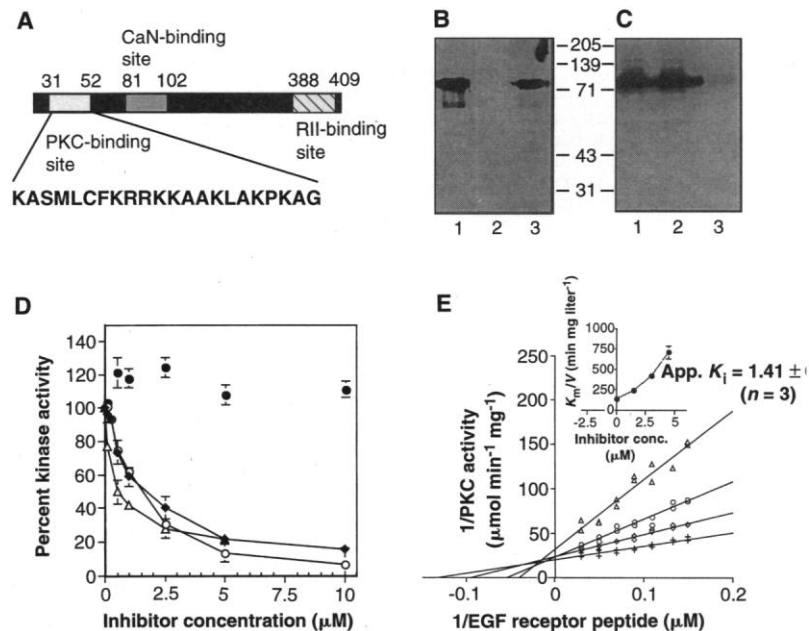 A
CaN-binding
site
31 52 81 102 388 409
PKC-binding
site
RII-binding
site
KASMLCFKRRKKAAKLAKPKAG
B
C
205
139
71
43
31
1 2 3
1 2 3
D
Percent kinase activity
140
120
100
80
60
40
20
0
0 2.5 5.0 10
Inhibitor concentration (μM)
E
1/PKC activity
(μmol min⁻¹ mg⁻¹)
250
200
150
100
50
-0.1 0 0.1 0.2
1/EGF receptor peptide (μM)
Km/V (min mg liter⁻¹)
1000
750
500
250
0
-2.5 0 2.5 5
Inhibitor conc.
(μM)
App. Ki = 1.41 ±
(n = 3)